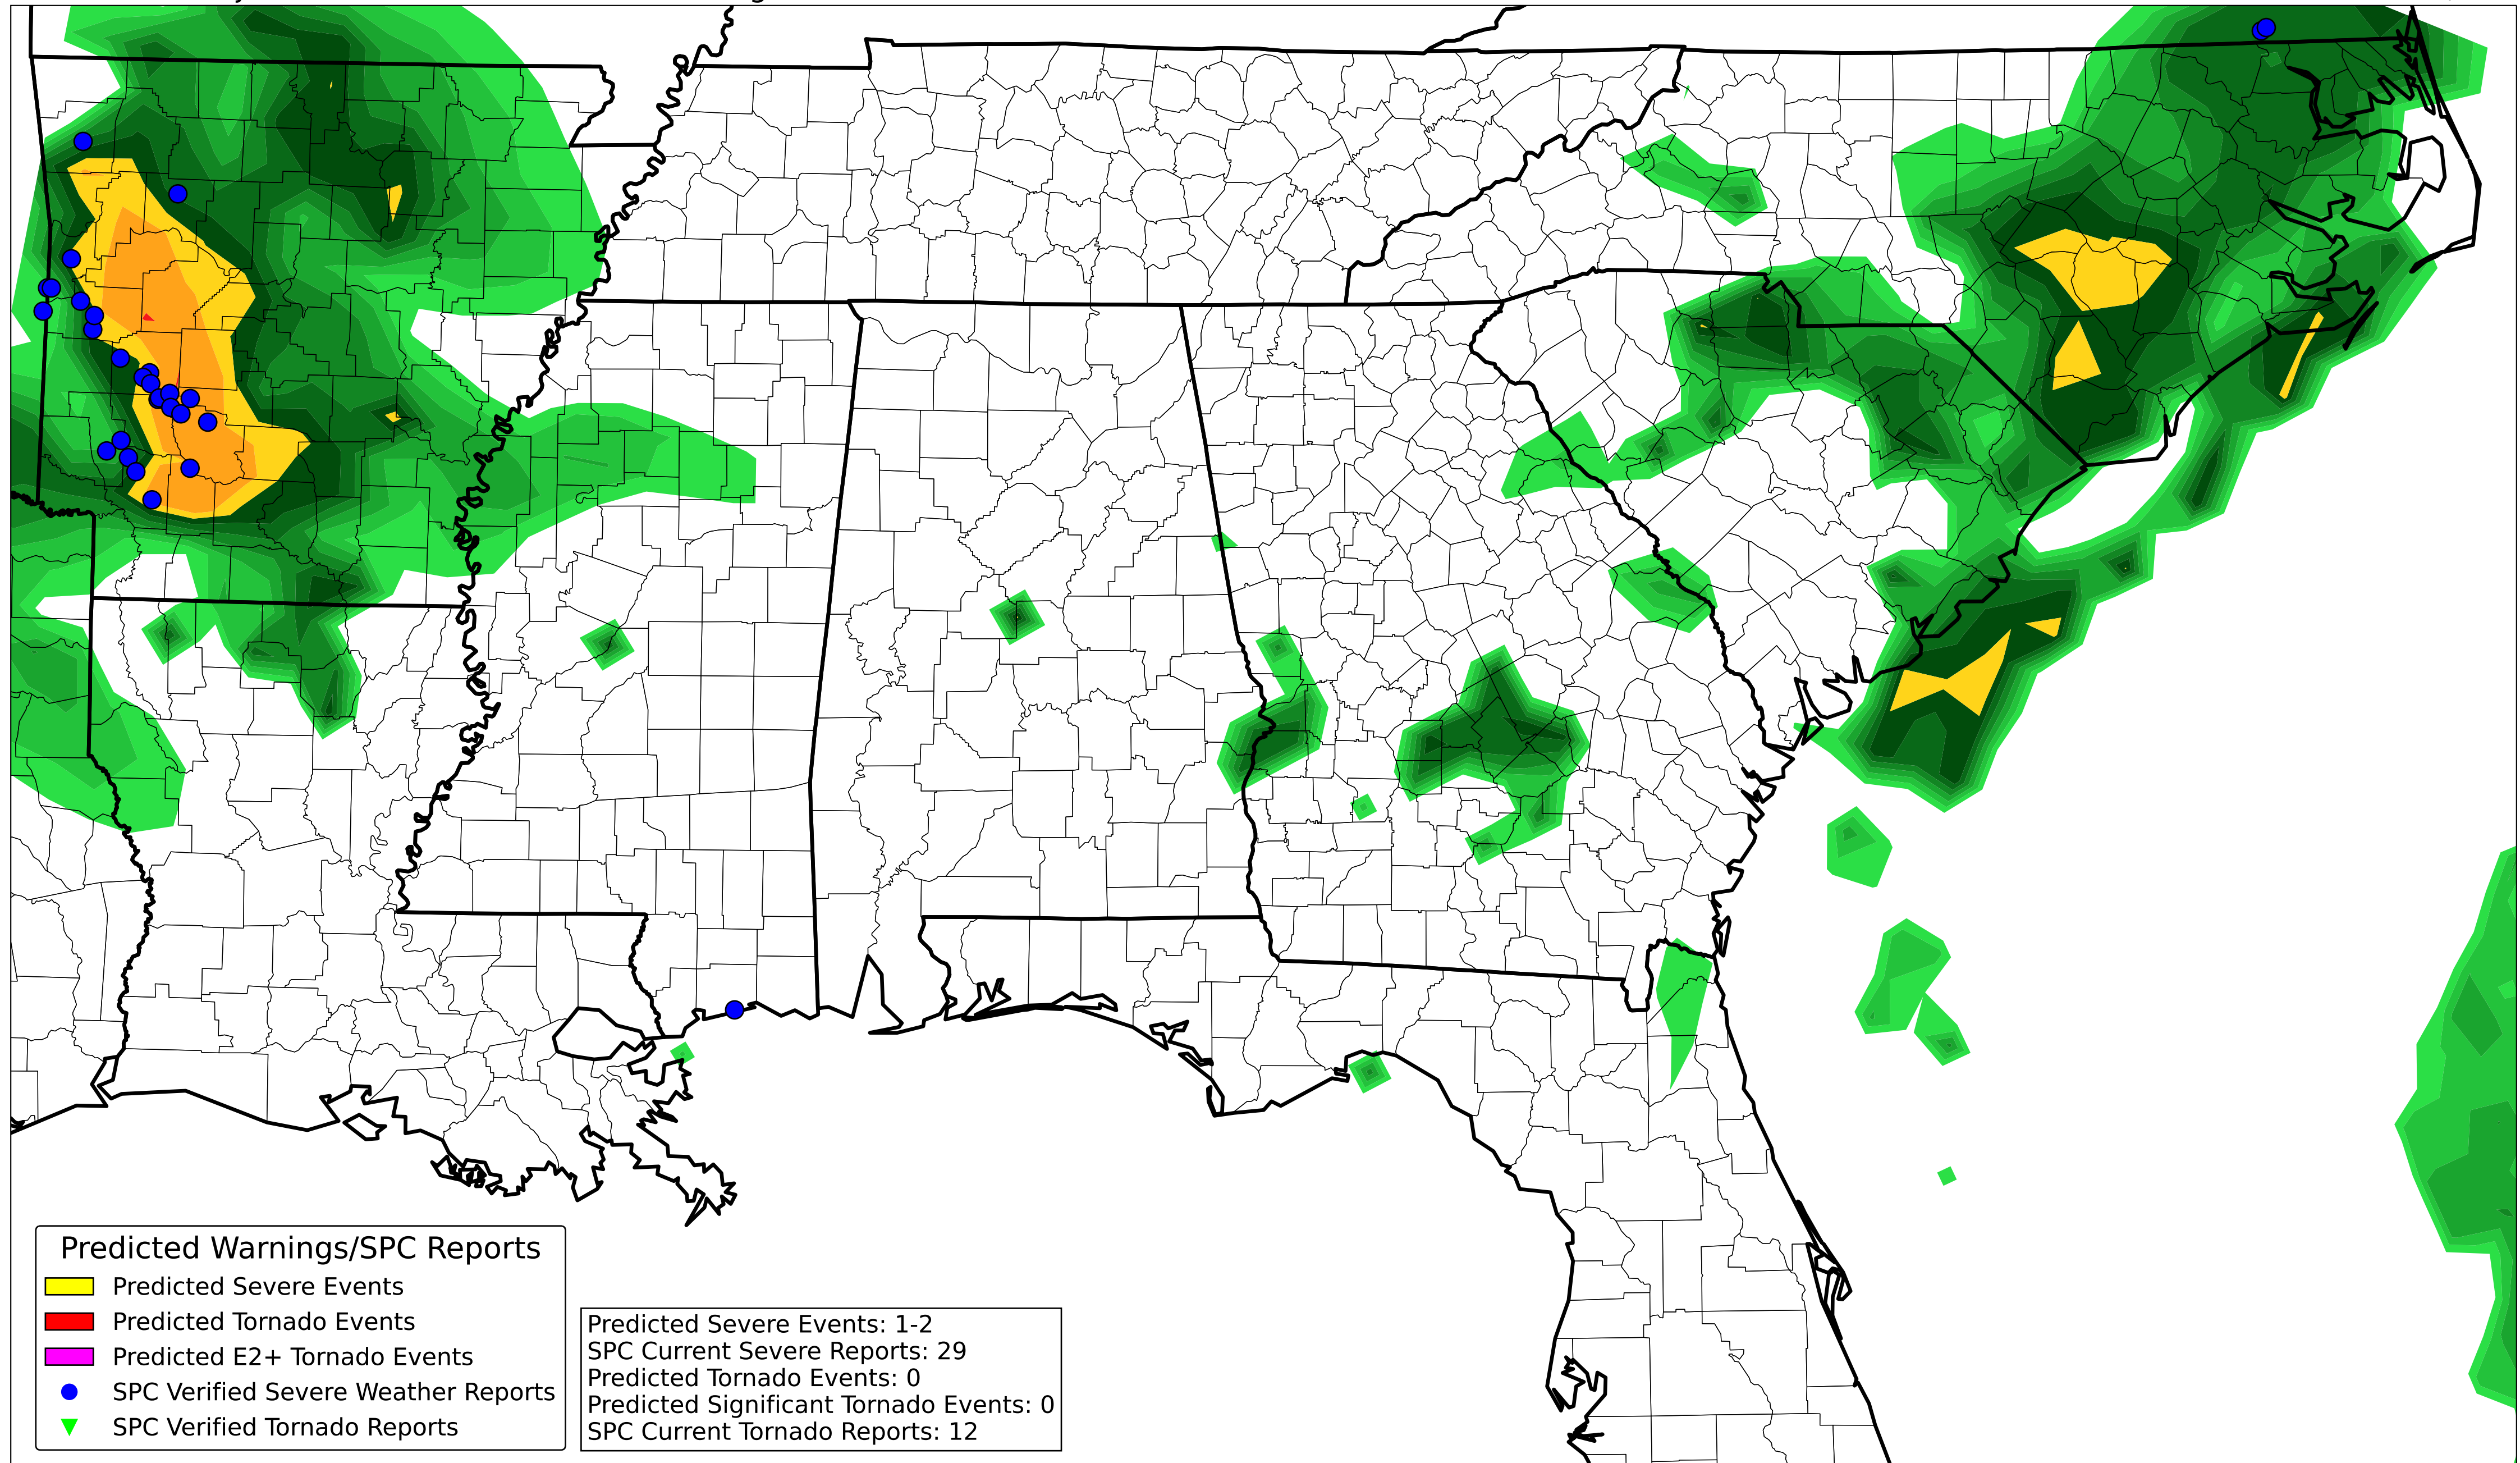 Predicted Warnings/SPC Reports
Predicted Severe Events
Predicted Tornado Events
Predicted E2+ Tornado Events
SPC Verified Severe Weather Reports
SPC Verified Tornado Reports
Predicted Severe Events: 1-2
SPC Current Severe Reports: 29
Predicted Tornado Events: 0
Predicted Significant Tornado Events: 0
SPC Current Tornado Reports: 12